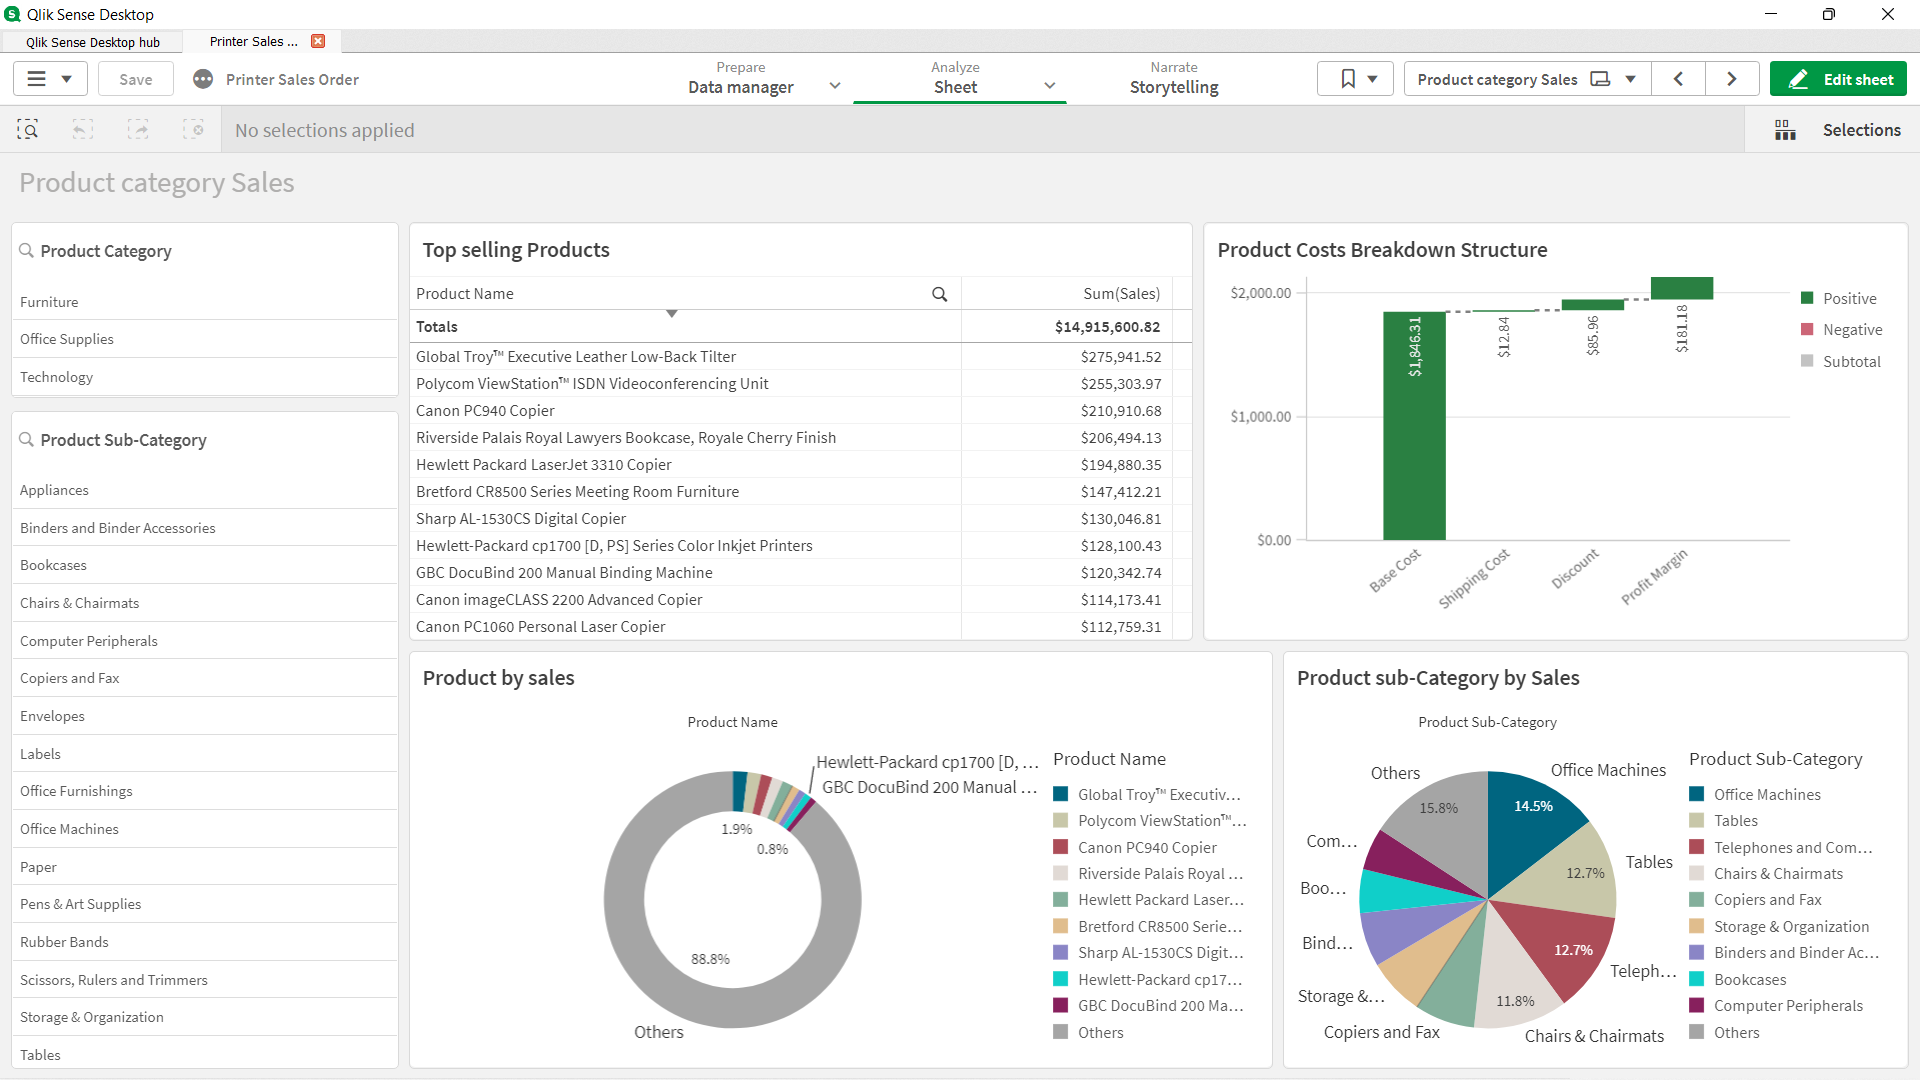 Qlik Sense Desktop
Qlik Sense Desktop hub
Printer Sales ...
Save
Printer Sales Order
Prepare
Data manager
Analyze
Sheet
Narrate
Storytelling
Product category Sales
Edit sheet
No selections applied
Selections
Product category Sales
Product Category
Furniture
Office Supplies
Technology
Product Sub-Category
Appliances
Binders and Binder Accessories
Bookcases
Chairs & Chairmats
Computer Peripherals
Copiers and Fax
Envelopes
Labels
Office Furnishings
Office Machines
Paper
Pens & Art Supplies
Rubber Bands
Scissors, Rulers and Trimmers
Storage & Organization
Tables
Top selling Products
Product Name Sum(Sales)
Totals $14,915,600.82
Global Troy™ Executive Leather Low-Back Tilter $275,941.52
Polycom ViewStation™ ISDN Videoconferencing Unit $255,303.97
Canon PC940 Copier $210,910.68
Riverside Palais Royal Lawyers Bookcase, Royale Cherry Finish $206,494.13
Hewlett Packard LaserJet 3310 Copier $194,880.35
Bretford CR8500 Series Meeting Room Furniture $147,412.21
Sharp AL-1530CS Digital Copier $130,046.81
Hewlett-Packard cp1700 [D, PS] Series Color Inkjet Printers $128,100.43
GBC DocuBind 200 Manual Binding Machine $120,342.74
Canon imageCLASS 2200 Advanced Copier $114,173.41
Canon PC1060 Personal Laser Copier $112,759.31
Product Costs Breakdown Structure
$2,000.00
$1,000.00
$0.00
$1,846.31
$12.84
$85.96
$181.18
Base Cost
Shipping Cost
Discount
Profit Margin
Positive
Negative
Subtotal
Product by sales
Product Name
Hewlett-Packard cp1700 [D, ...
GBC DocuBind 200 Manual ...
1.9%
0.8%
88.8%
Others
Product Name
Global Troy™ Executiv...
Polycom ViewStation™...
Canon PC940 Copier
Riverside Palais Royal ...
Hewlett Packard Laser...
Bretford CR8500 Serie...
Sharp AL-1530CS Digit...
Hewlett-Packard cp17...
GBC DocuBind 200 Ma...
Others
Product sub-Category by Sales
Product Sub-Category
Others
Office Machines
15.8%
14.5%
Com...
Tables
12.7%
Boo...
Bind...
12.7%
Teleph...
Storage &...
11.8%
Copiers and Fax
Chairs & Chairmats
Product Sub-Category
Office Machines
Tables
Telephones and Com...
Chairs & Chairmats
Copiers and Fax
Storage & Organization
Binders and Binder Ac...
Bookcases
Computer Peripherals
Others